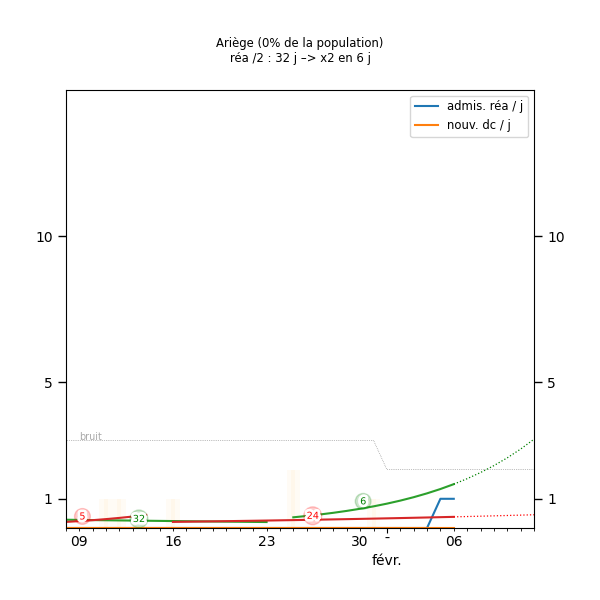 Ariège (0% de la population)
réa /2 : 32 j –> x2 en 6 j
admis. réa / j
nouv. dc / j
10
10
5
5
bruit
1
1
5
32
24
6
09
16
23
30
-
06
févr.